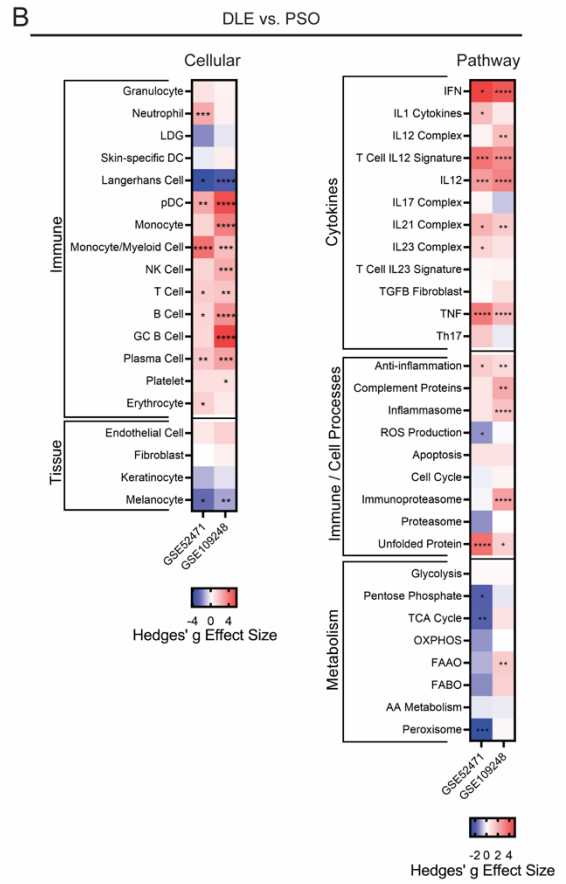 B
DLE vs. PSO
Cellular
Immune
Granulocyte
Neutrophil ***
LDG
Skin-specific DC
Langerhans Cell * ****
pDC ** ****
Monocyte ****
Monocyte/Myeloid Cell **** ***
NK Cell ***
T Cell * **
B Cell * ****
GC B Cell ****
Plasma Cell ** ***
Platelet *
Erythrocyte *
Tissue
Endothelial Cell
Fibroblast
Keratinocyte
Melanocyte * **
GSE52471
GSE109248
-4 0 4
Hedges' g Effect Size
Pathway
Cytokines
IFN * ****
IL1 Cytokines *
IL12 Complex **
T Cell IL12 Signature *** ****
IL12 *** ****
IL17 Complex
IL21 Complex * **
IL23 Complex *
T Cell IL23 Signature
TGFB Fibroblast
TNF **** ****
Th17
Immune / Cell Processes
Anti-inflammation * **
Complement Proteins **
Inflammasome ****
ROS Production *
Apoptosis
Cell Cycle
Immunoproteasome ****
Proteasome
Unfolded Protein **** *
Metabolism
Glycolysis
Pentose Phosphate *
TCA Cycle **
OXPHOS
FAAO **
FABO
AA Metabolism
Peroxisome ***
GSE52471
GSE109248
-2 0 2 4
Hedges' g Effect Size